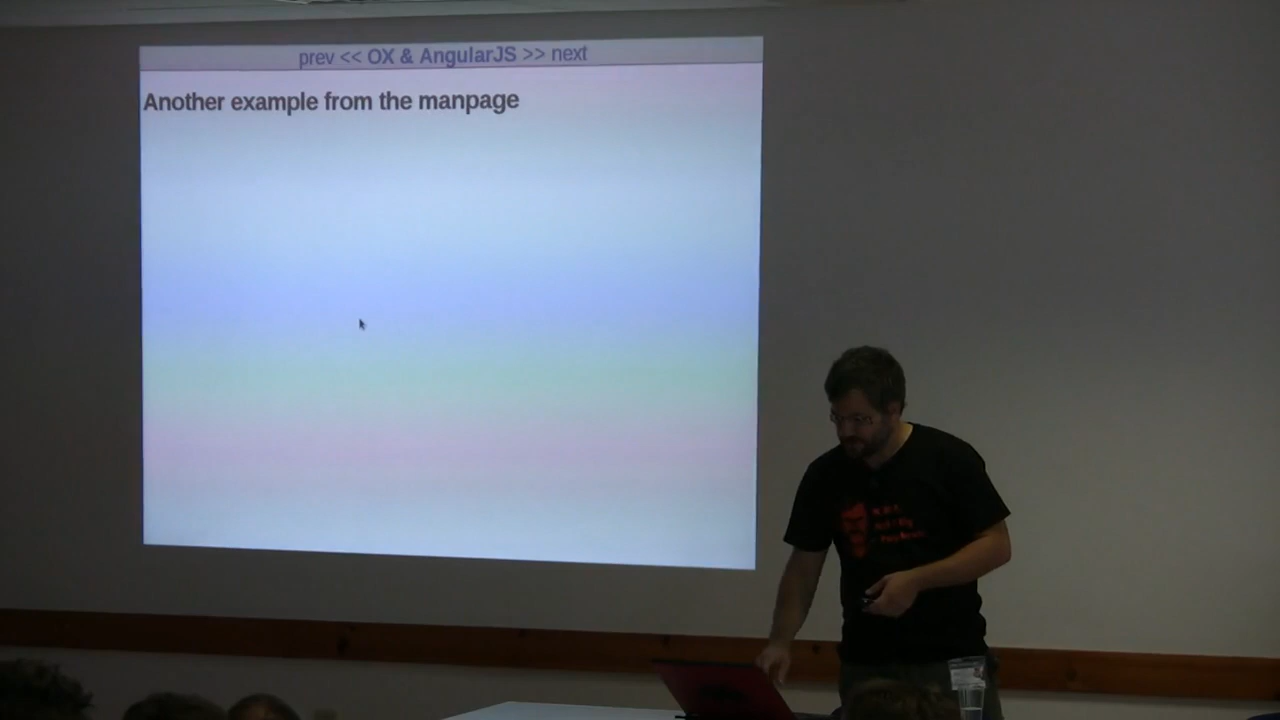 prev << OX & AngularJS >> next
Another example from the manpage